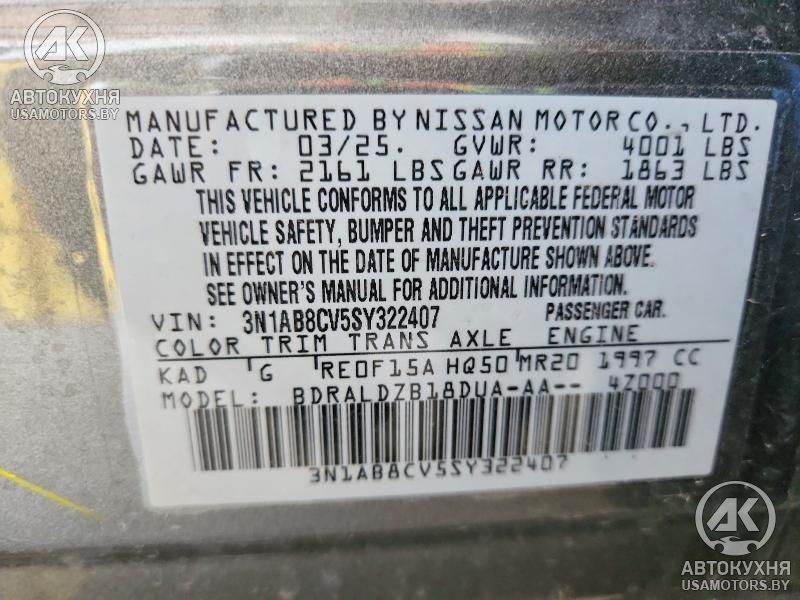 AK
АВТОКУХНЯ
USAMOTORS.BY
MANUFACTURED BY NISSAN MOTOR CO., LTD.
DATE: 03/25. GVWR: 4001 LBS
GAWR FR: 2161 LBS GAWR RR: 1863 LBS
THIS VEHICLE CONFORMS TO ALL APPLICABLE FEDERAL MOTOR
VEHICLE SAFETY, BUMPER AND THEFT PREVENTION STANDARDS
IN EFFECT ON THE DATE OF MANUFACTURE SHOWN ABOVE.
SEE OWNER'S MANUAL FOR ADDITIONAL INFORMATION.
VIN: 3N1AB8CV5SY322407 PASSENGER CAR.
COLOR TRIM TRANS AXLE ENGINE
KAD G RE0F15A HQ50 MR20 1997 CC
MODEL: BDRALDZB18DUA-AA-- 4Z000
3N1AB8CV5SY322407
AK
АВТОКУХНЯ
USAMOTORS.BY